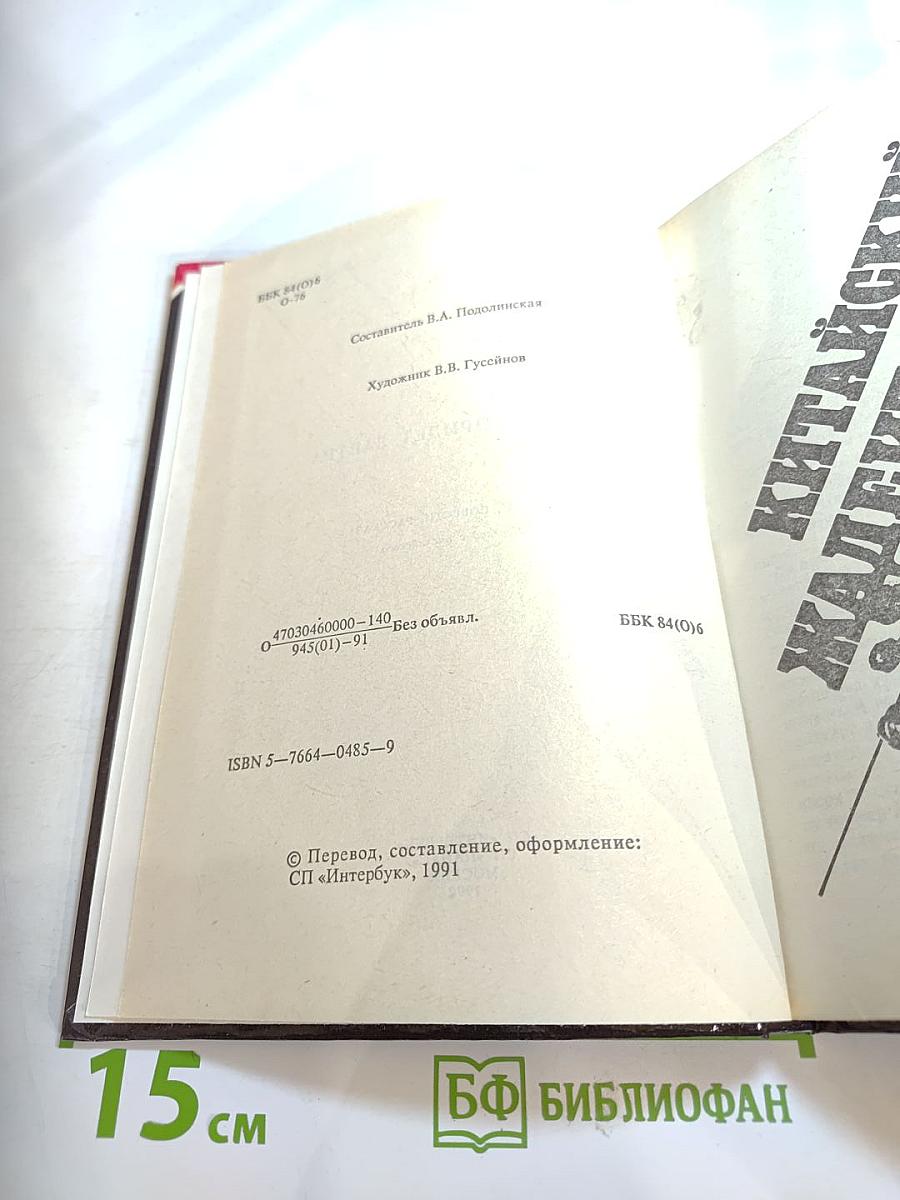 ББК 84(О)6
О-76
Составитель В.А. Подолинская
Художник В.В. Гусейнов
О 47030460000—140 Без объявл.
945(01)—91
ББК 84(О)6
ISBN 5—7664—0485—9
© Перевод, составление, оформление:
СП «Интербук», 1991
15 см
БФ БИБЛИОФАН